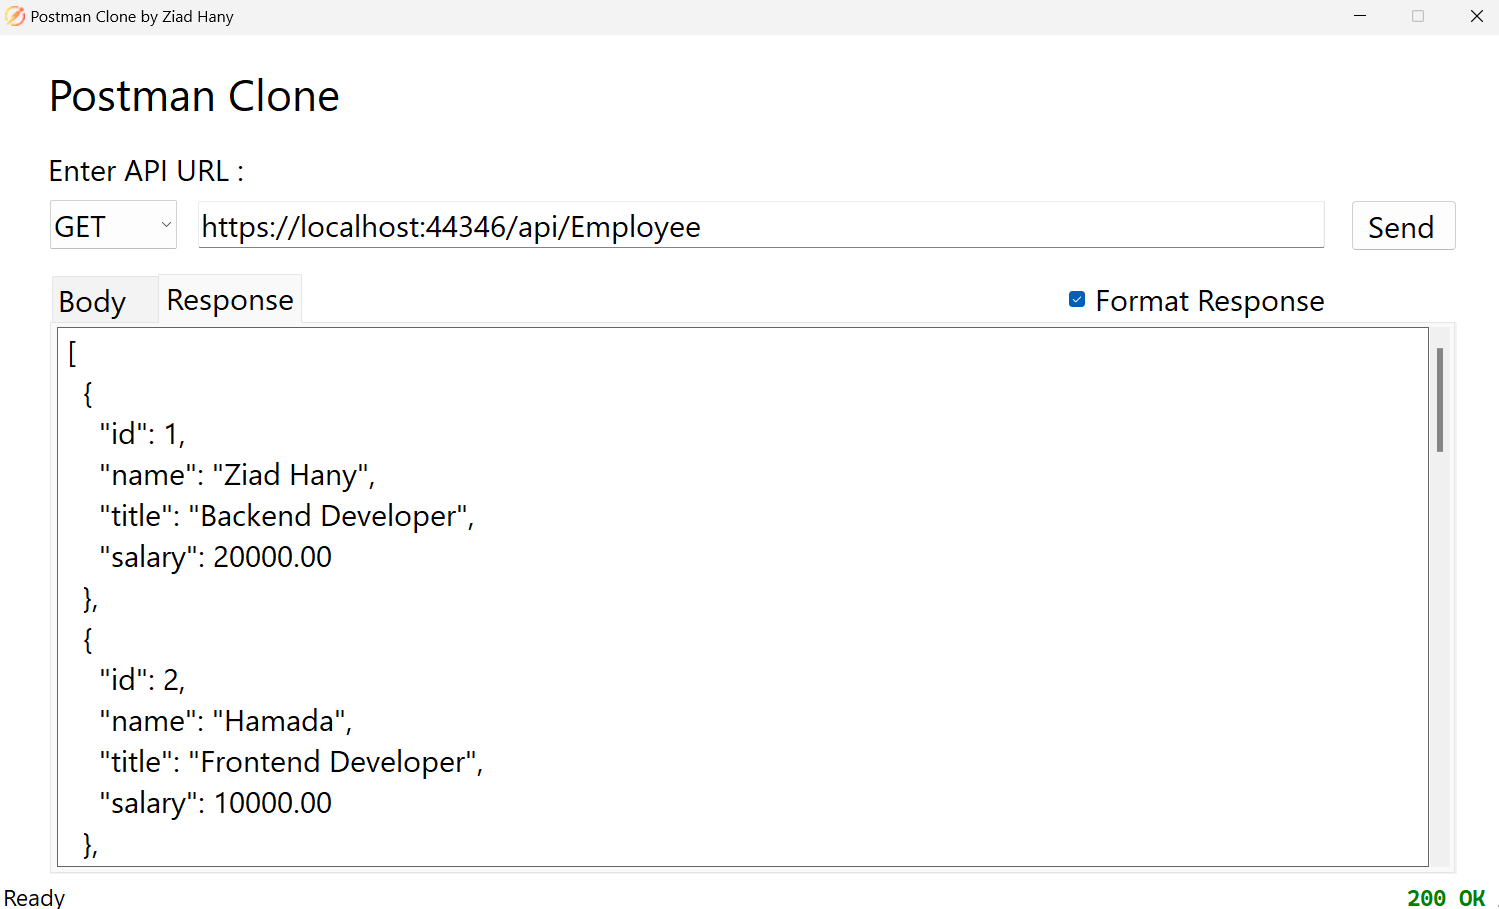 Postman Clone by Ziad Hany
Postman Clone
Enter API URL :
GET https://localhost:44346/api/Employee Send
Body Response Format Response
[
{
"id": 1,
"name": "Ziad Hany",
"title": "Backend Developer",
"salary": 20000.00
},
{
"id": 2,
"name": "Hamada",
"title": "Frontend Developer",
"salary": 10000.00
},
Ready 200 OK